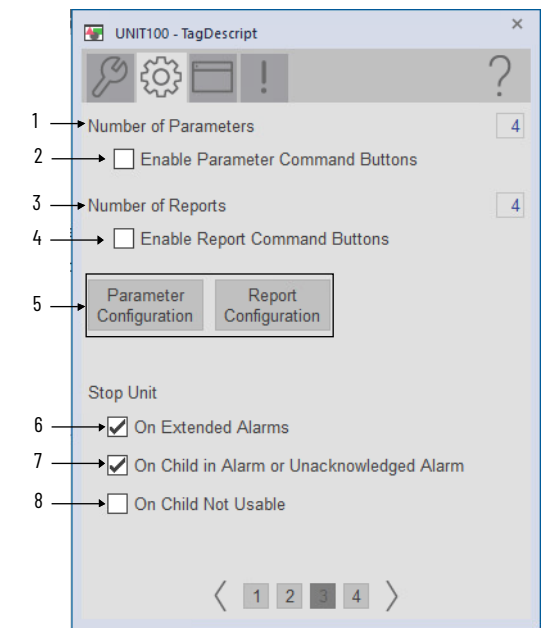 UNIT100 - TagDescript
1 Number of Parameters 4
2 Enable Parameter Command Buttons
3 Number of Reports 4
4 Enable Report Command Buttons
5
Parameter
Configuration
Report
Configuration
Stop Unit
6 On Extended Alarms
7 On Child in Alarm or Unacknowledged Alarm
8 On Child Not Usable
1 2 3 4